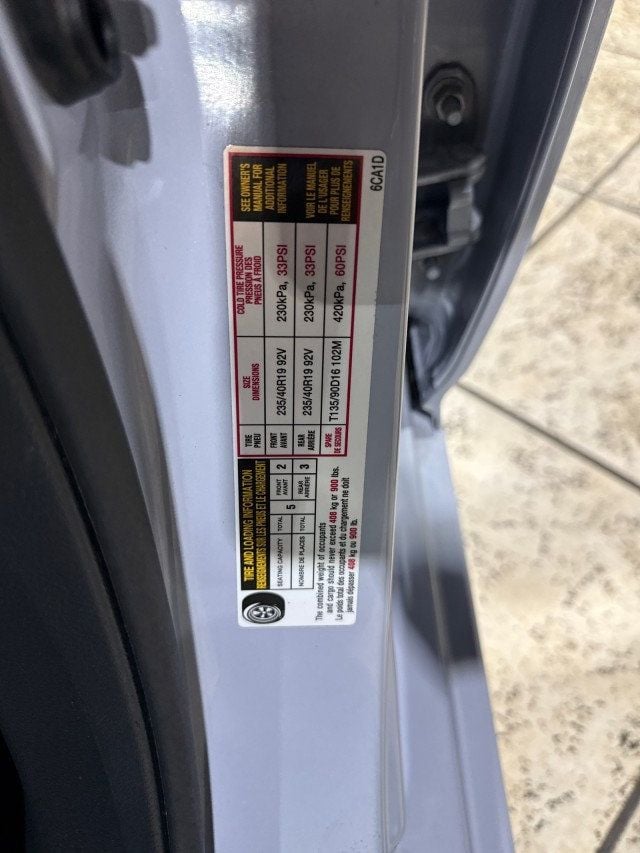 TIRE AND LOADING INFORMATION
RENSEIGNEMENTS SUR LES PNEUS ET LE CHARGEMENT
SEATING CAPACITY TOTAL 5 FRONT AVANT 2
NOMBRE DE PLACES TOTAL REAR ARRIÈRE 3
The combined weight of occupants
and cargo should never exceed 408 kg or 900 lbs.
Le poids total des occupants et du chargement ne doit
jamais dépasser 408 kg ou 900 lb.
TIRE
PNEU
SIZE
DIMENSIONS
COLD TIRE PRESSURE
PRESSION DES
PNEUS À FROID
FRONT
AVANT
235/40R19 92V
230kPa, 33PSI
REAR
ARRIÈRE
235/40R19 92V
230kPa, 33PSI
SPARE
DE SECOURS
T135/90D16 102M
420kPa, 60PSI
SEE OWNER'S
MANUAL FOR
ADDITIONAL
INFORMATION
VOIR LE MANUEL
DE L'USAGER
POUR PLUS DE
RENSEIGNEMENTS
6CA1D